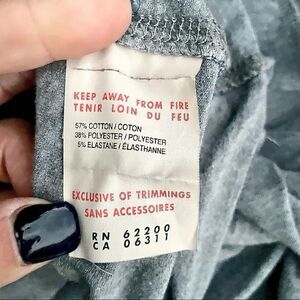 KEEP AWAY FROM FIRE
TENIR LOIN DU FEU
57% COTTON / COTON
38% POLYESTER / POLYESTER
5% ELASTANE / ÉLASTHANNE
EXCLUSIVE OF TRIMMINGS
SANS ACCESSOIRES
RN 62200
CA 06311